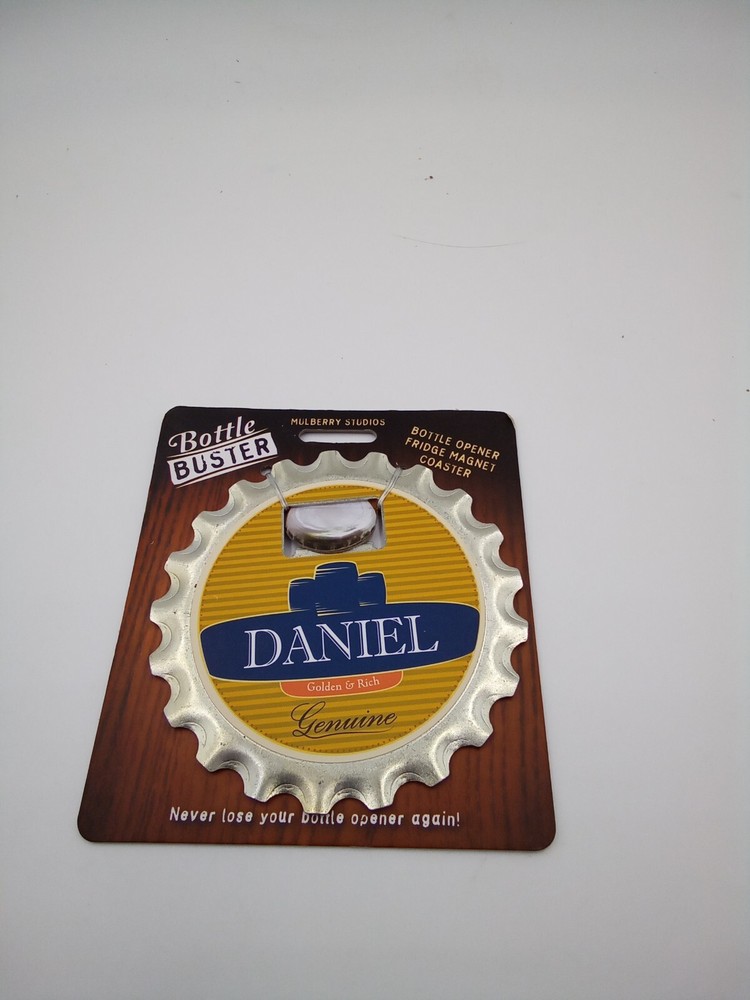 Bottle
BUSTER
MULBERRY STUDIOS
BOTTLE OPENER
FRIDGE MAGNET
COASTER
DANIEL
Golden & Rich
Genuine
Never lose your bottle opener again!